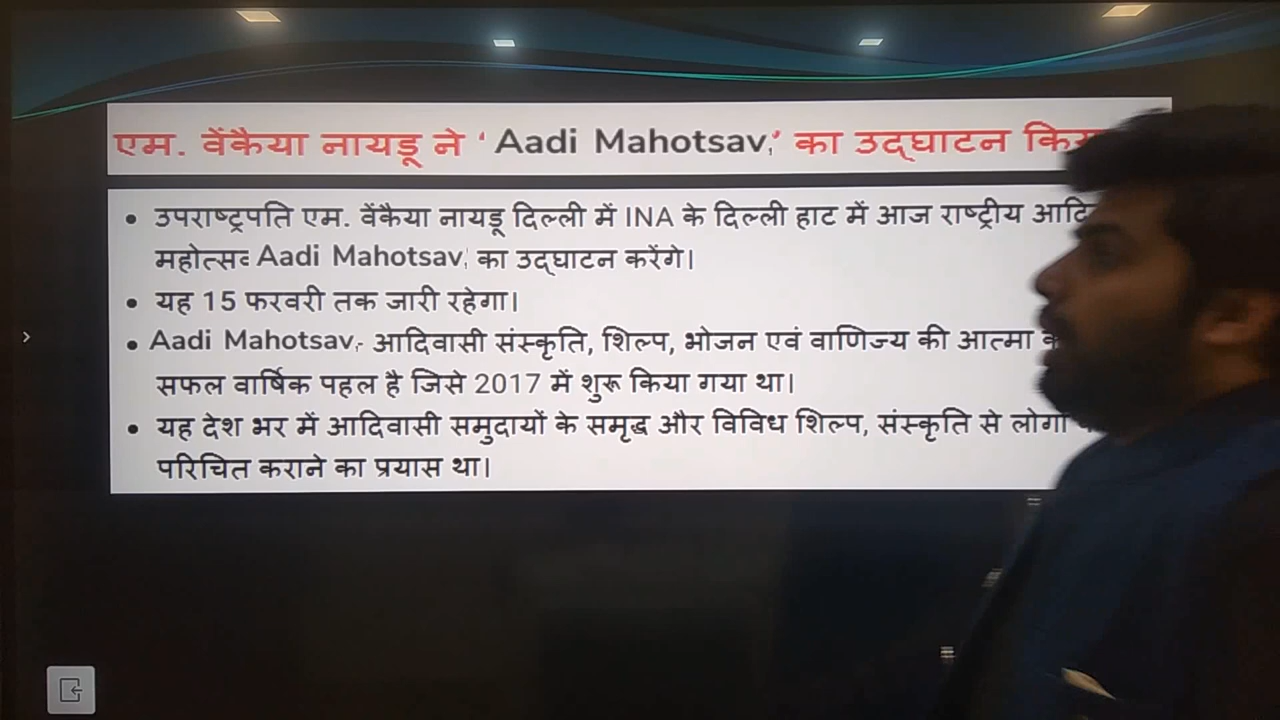 एम. वेंकैया नायडू ने ‘ Aadi Mahotsav,’ का उद्घाटन
उपराष्ट्रपति एम. वेंकैया नायडू दिल्ली में INA के दिल्ली हाट में आज राष्ट्रीय
महोत्सव Aadi Mahotsav, का उद्घाटन करेंगे।
यह 15 फरवरी तक जारी रहेगा।
Aadi Mahotsav,- आदिवासी संस्कृति, शिल्प, भोजन एवं वाणिज्य की आत्मा
सफल वार्षिक पहल है जिसे 2017 में शुरू किया गया था।
यह देश भर में आदिवासी समुदायों के समृद्ध और विविध शिल्प, संस्कृति से
परिचित कराने का प्रयास था।